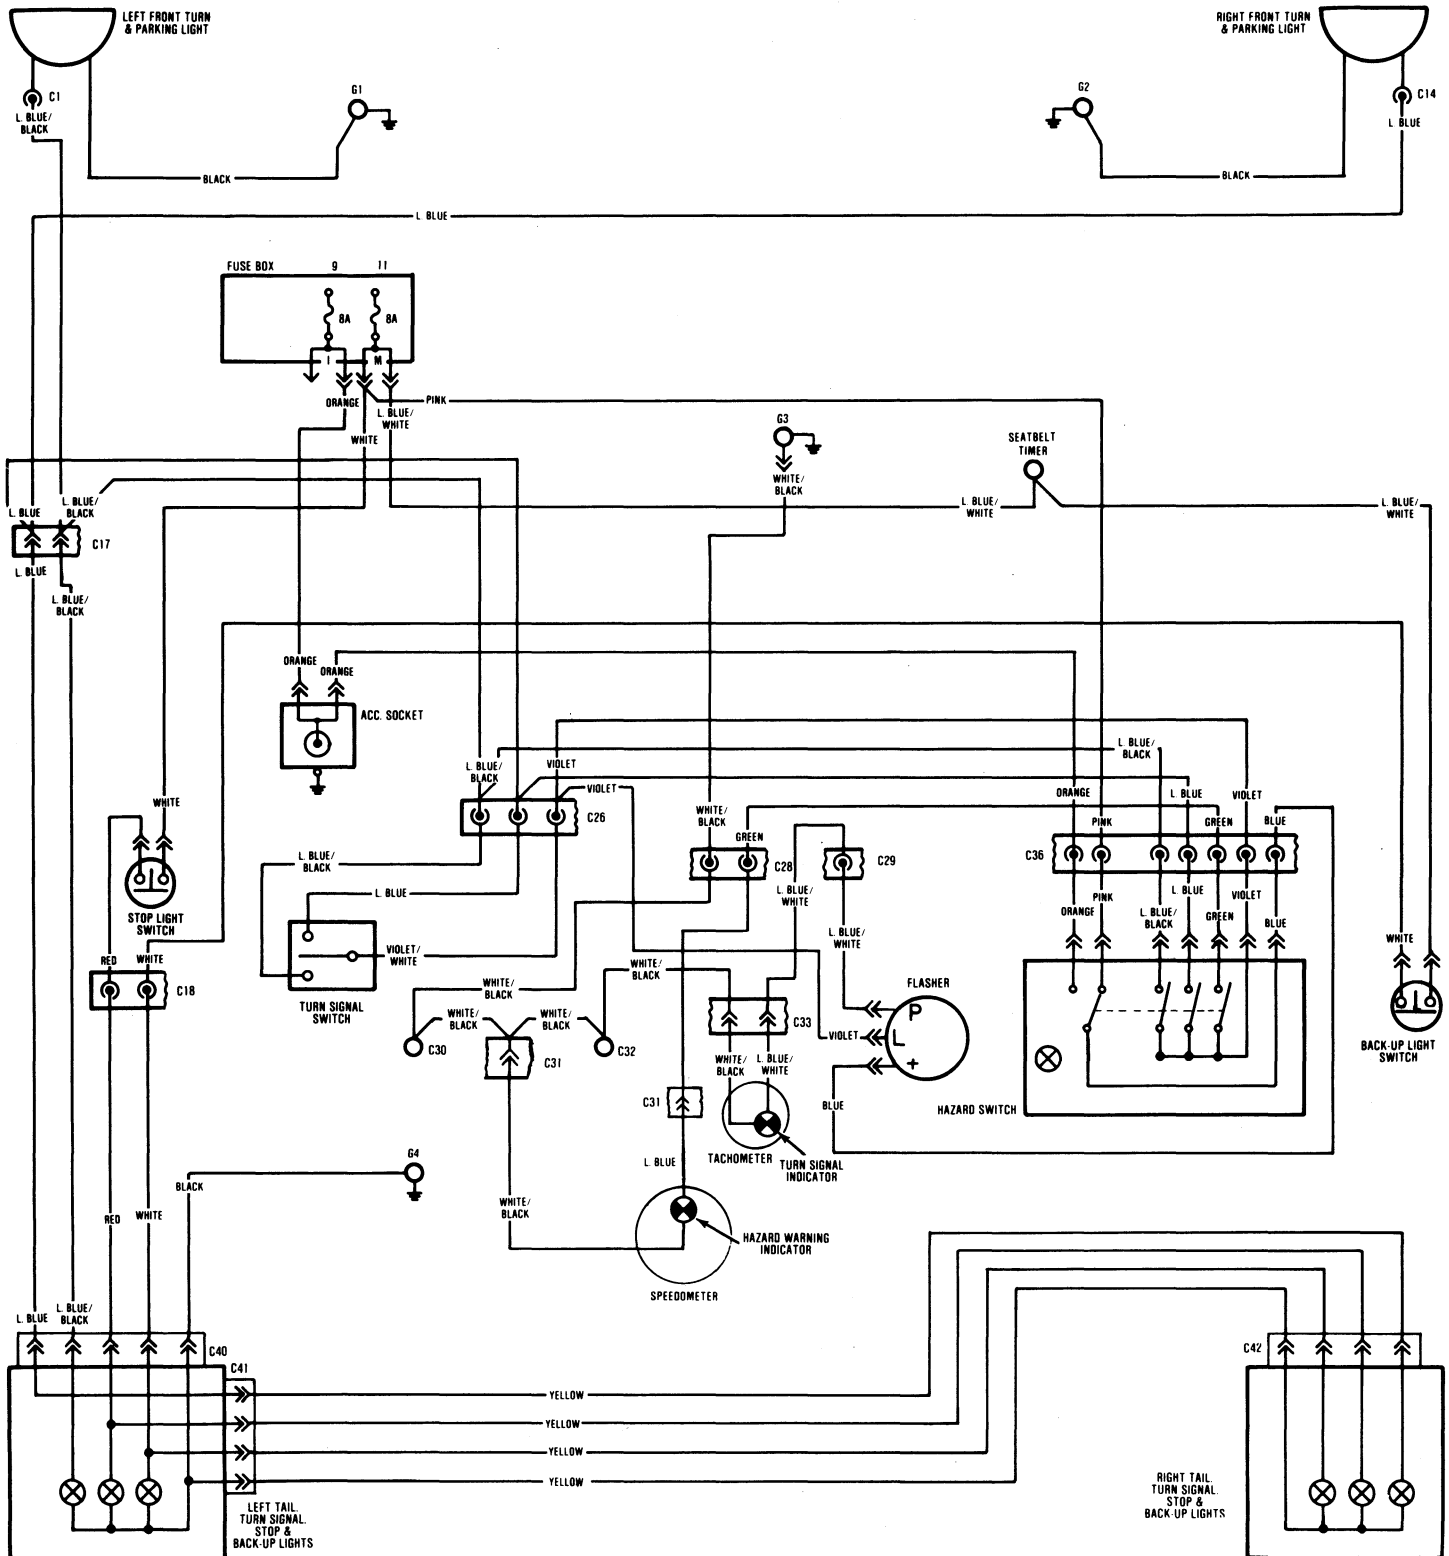 LEFT FRONT TURN
& PARKING LIGHT
RIGHT FRONT TURN
& PARKING LIGHT
C1
L. BLUE/
BLACK
G1
G2
C14
L. BLUE
BLACK
BLACK
L. BLUE
FUSE BOX
9
11
8A
8A
I
M
ORANGE
PINK
L. BLUE/
WHITE
WHITE
G3
SEATBELT
TIMER
WHITE/
BLACK
L. BLUE/
WHITE
L. BLUE/
WHITE
L. BLUE
L. BLUE/
BLACK
C17
L. BLUE
L. BLUE/
BLACK
ORANGE
ORANGE
ACC. SOCKET
L. BLUE/
BLACK
VIOLET
VIOLET
L. BLUE/
BLACK
ORANGE
L. BLUE
VIOLET
WHITE
C26
WHITE/
BLACK
GREEN
PINK
GREEN
BLUE
C28
C29
C36
L. BLUE/
BLACK
L. BLUE
L. BLUE/
WHITE
STOP LIGHT
SWITCH
ORANGE
PINK
L. BLUE/
BLACK
L. BLUE
GREEN
VIOLET
BLUE
L. BLUE/
WHITE
WHITE
RED
WHITE
C18
VIOLET/
WHITE
TURN SIGNAL
SWITCH
WHITE/
BLACK
WHITE/
BLACK
WHITE/
BLACK
WHITE/
BLACK
C30
C31
C32
C33
FLASHER
P
L
+
VIOLET
BLUE
WHITE/
BLACK
L. BLUE/
WHITE
HAZARD SWITCH
BACK-UP LIGHT
SWITCH
C31
L. BLUE
TACHOMETER
TURN SIGNAL
INDICATOR
G4
BLACK
RED
WHITE
WHITE/
BLACK
HAZARD WARNING
INDICATOR
SPEEDOMETER
L. BLUE
L. BLUE/
BLACK
C40
C41
C42
YELLOW
YELLOW
YELLOW
YELLOW
LEFT TAIL.
TURN SIGNAL.
STOP &
BACK-UP LIGHTS
RIGHT TAIL.
TURN SIGNAL.
STOP &
BACK-UP LIGHTS